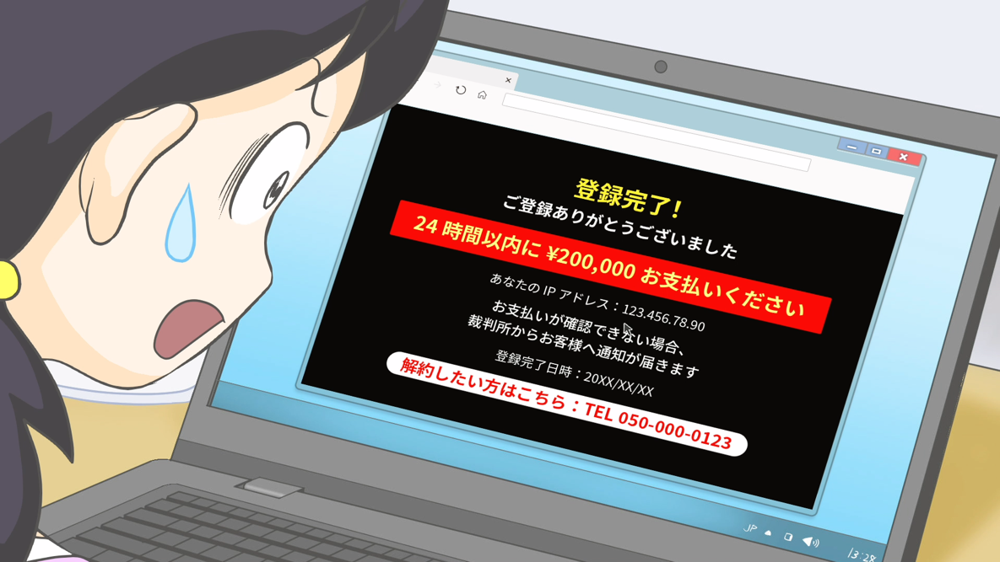 登録完了!
ご登録ありがとうございました
24 時間以内に ¥200,000 お支払いください
あなたの IP アドレス：123.456.78.90
お支払いが確認できない場合、
裁判所からお客様へ通知が届きます
登録完了日時：20XX/XX/XX
解約したい方はこちら：TEL 050-000-0123
JP
13:28